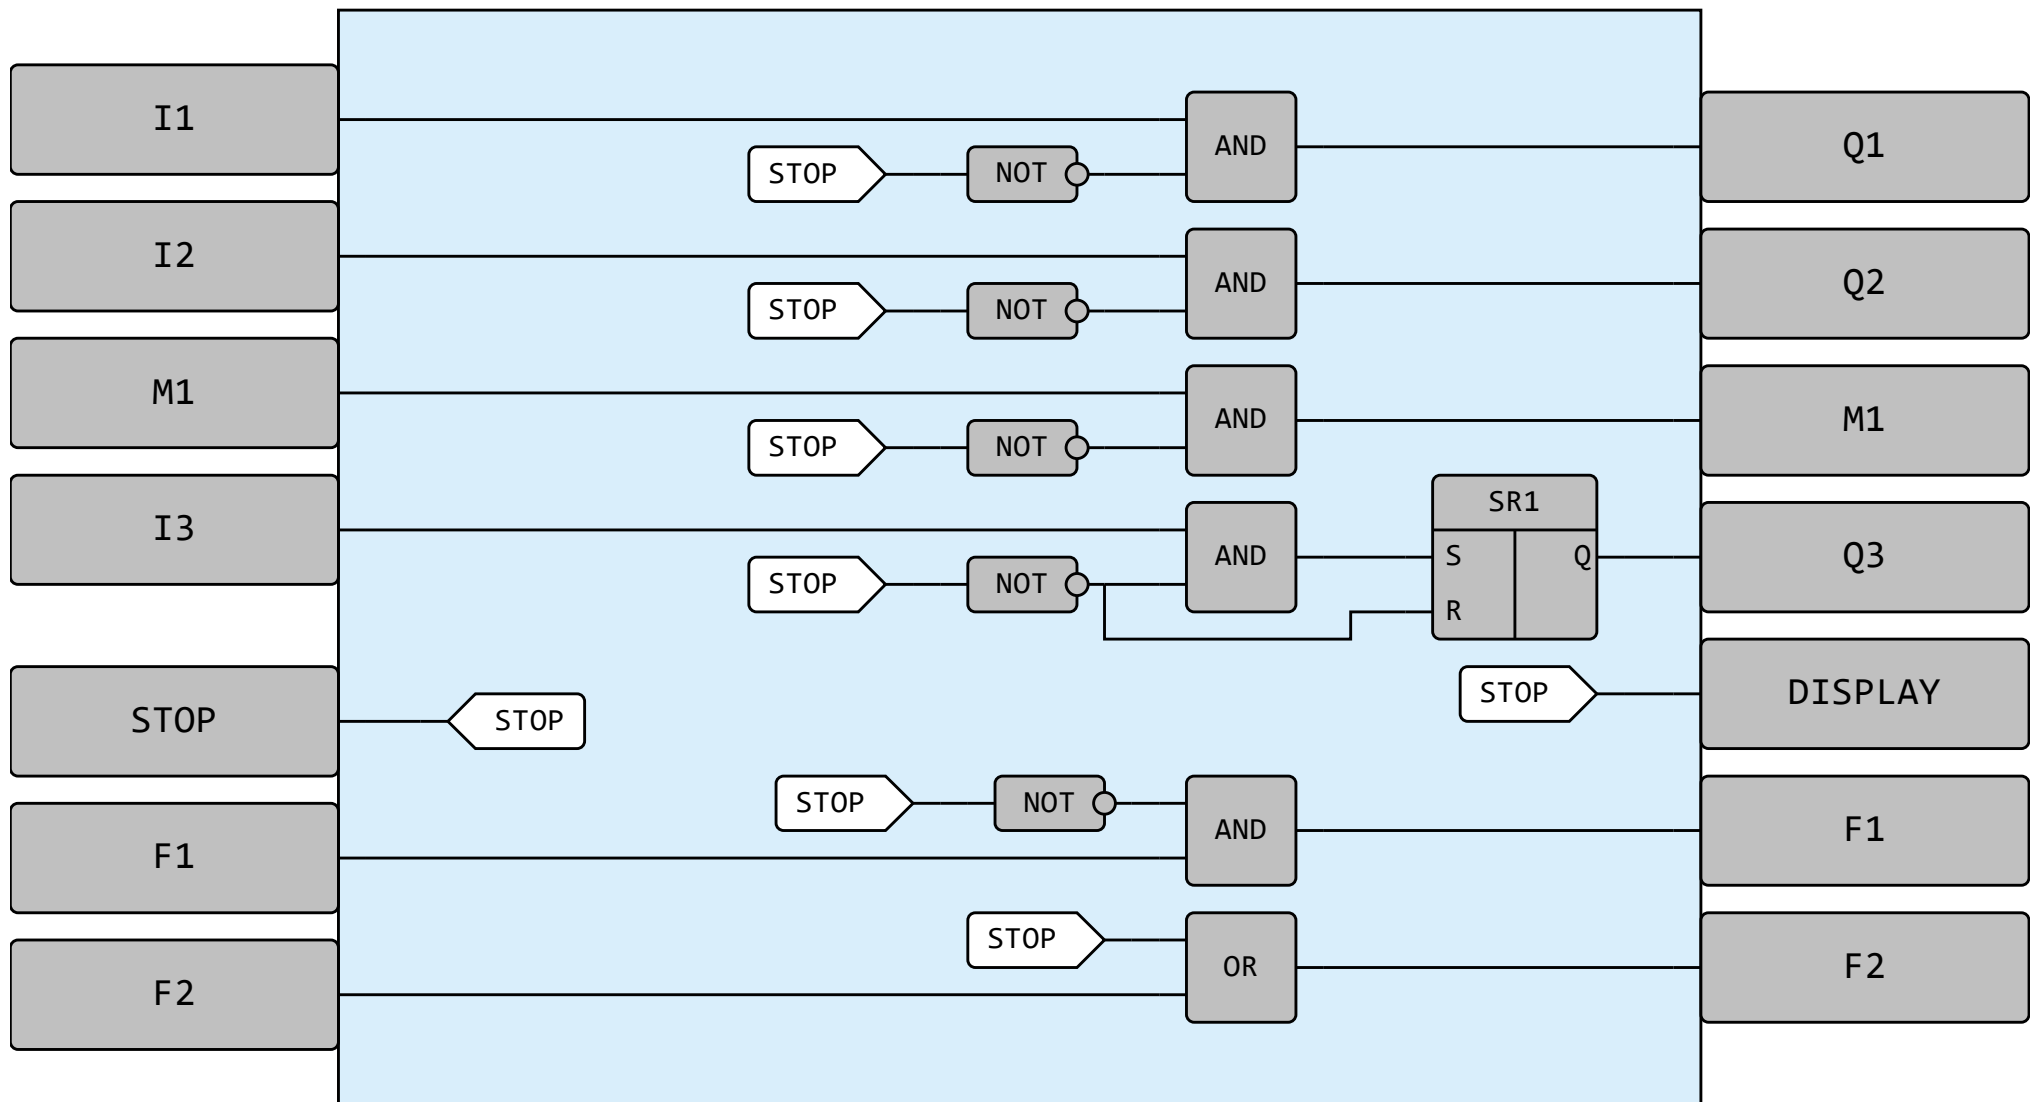 I1
AND
Q1
STOP
NOT
I2
AND
Q2
STOP
NOT
M1
AND
M1
STOP
NOT
I3
SR1
AND
S
Q
Q3
STOP
NOT
R
STOP
DISPLAY
STOP
STOP
STOP
NOT
AND
F1
F1
STOP
OR
F2
F2